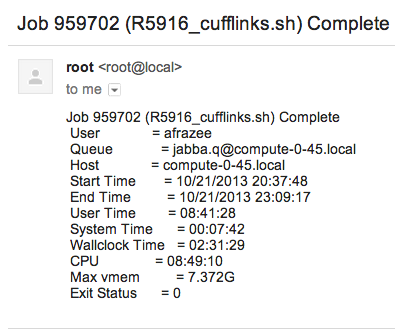 Job 959702 (R5916_cufflinks.sh) Complete
root <root@local>
to me
Job 959702 (R5916_cufflinks.sh) Complete
User = afrazee
Queue = jabba.q@compute-0-45.local
Host = compute-0-45.local
Start Time = 10/21/2013 20:37:48
End Time = 10/21/2013 23:09:17
User Time = 08:41:28
System Time = 00:07:42
Wallclock Time = 02:31:29
CPU = 08:49:10
Max vmem = 7.372G
Exit Status = 0